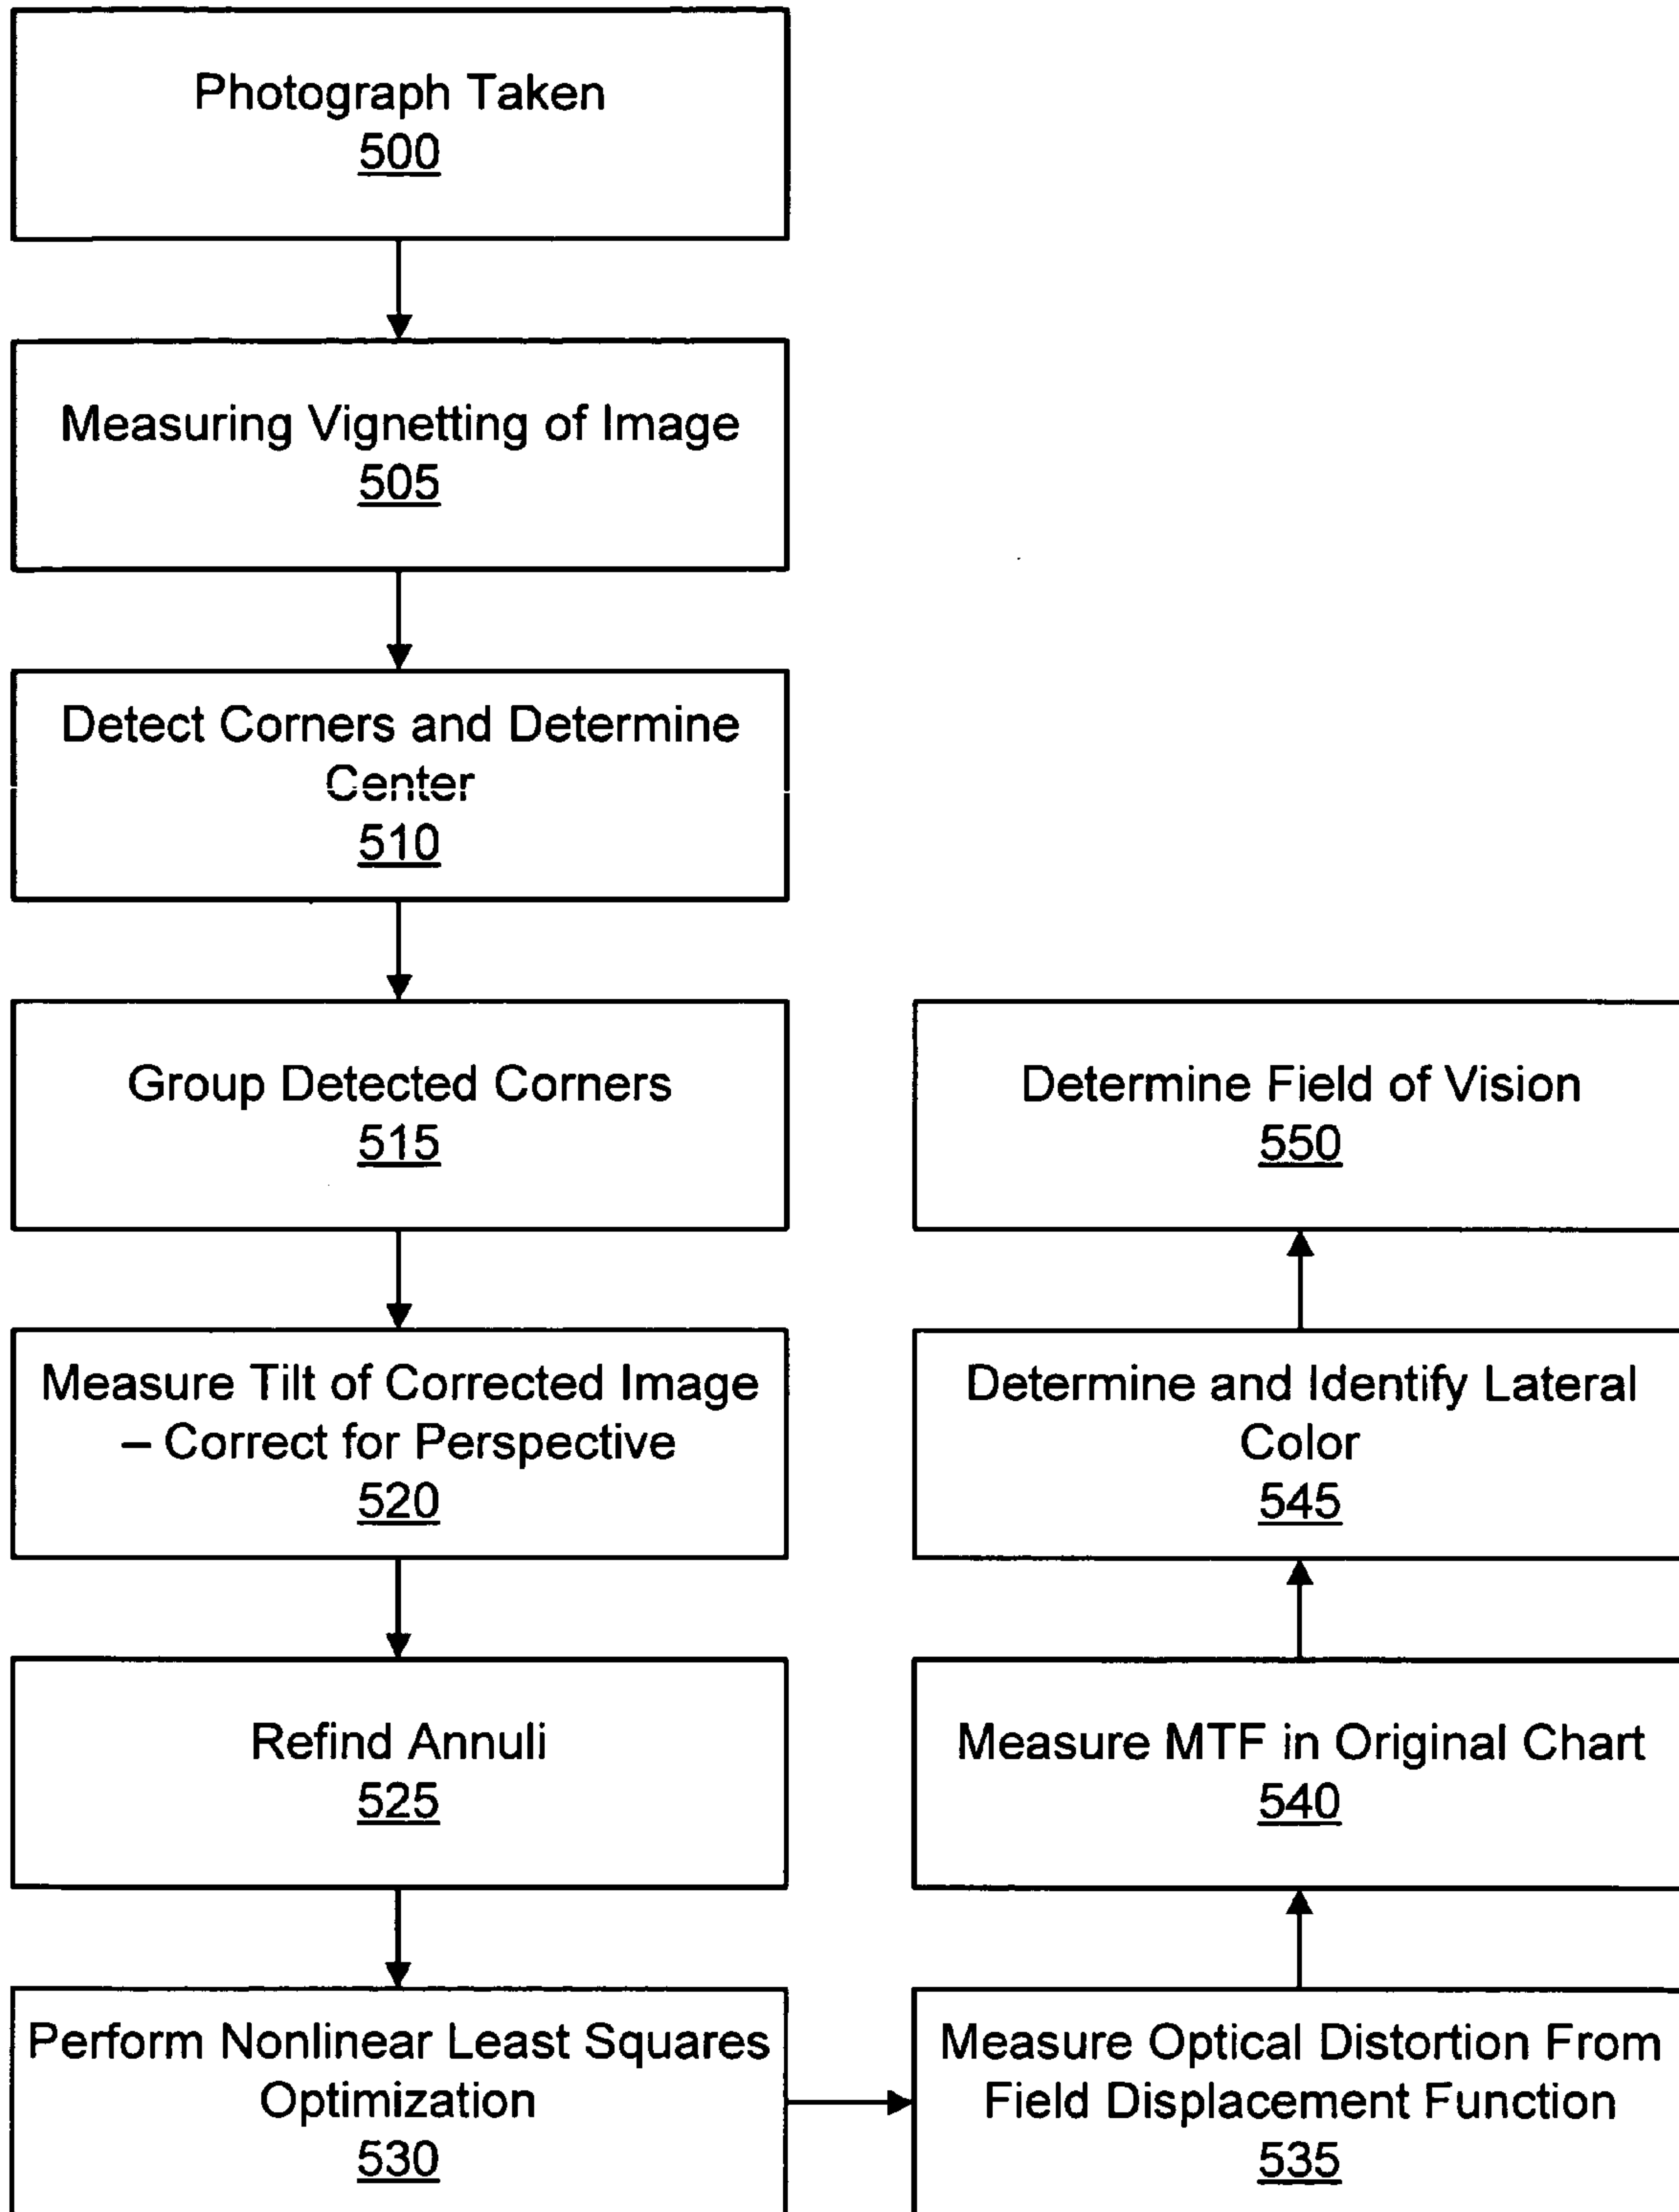 Photograph Taken
500
Measuring Vignetting of Image
505
Detect Corners and Determine
Center
510
Group Detected Corners
515
Measure Tilt of Corrected Image
– Correct for Perspective
520
Refind Annuli
525
Perform Nonlinear Least Squares
Optimization
530
Measure Optical Distortion From
Field Displacement Function
535
Measure MTF in Original Chart
540
Determine and Identify Lateral
Color
545
Determine Field of Vision
550